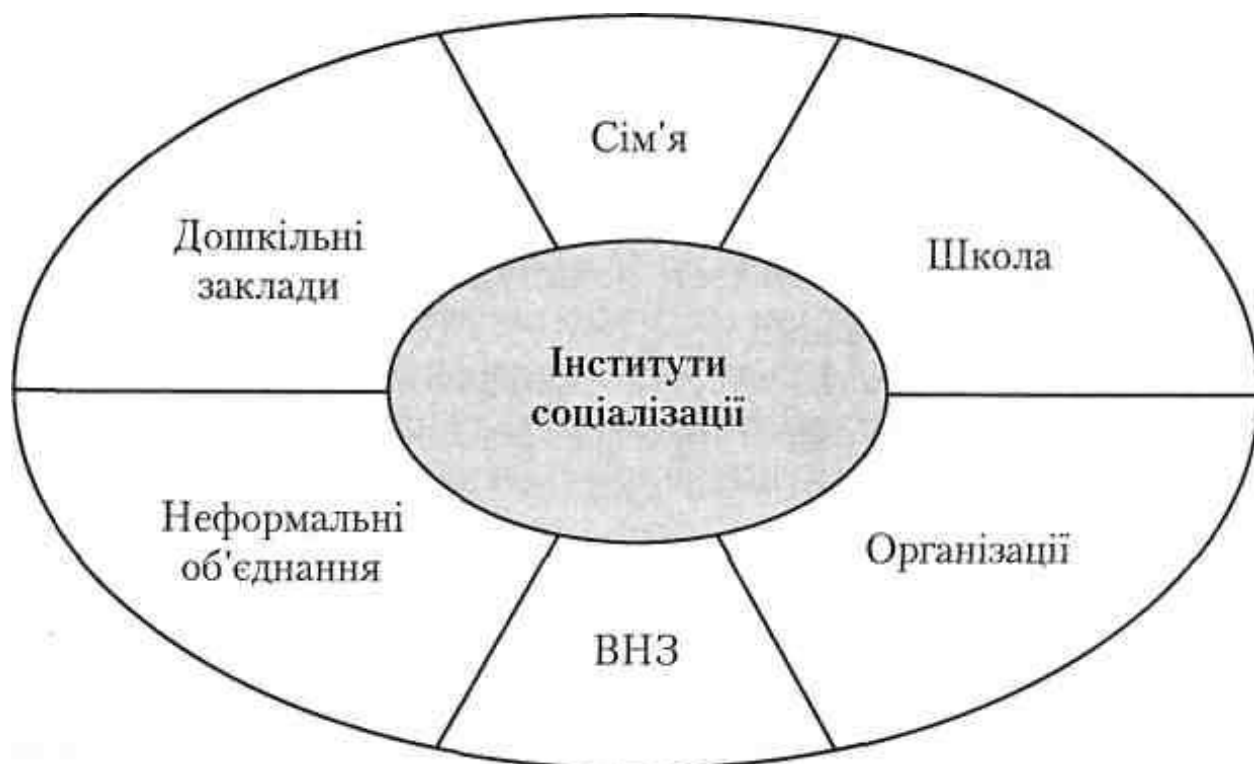 Сім'я
Дошкільні
заклади
Школа
Інститути
соціалізації
Неформальні
об'єднання
Організації
ВНЗ